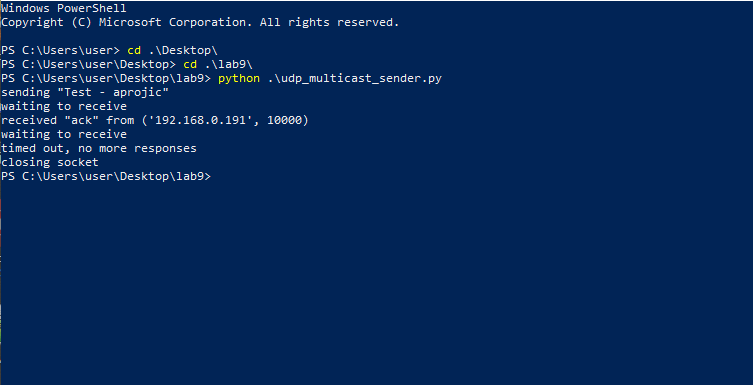 Windows PowerShell
Copyright (C) Microsoft Corporation. All rights reserved.
PS C:\Users\user> cd .\Desktop\
PS C:\Users\user\Desktop> cd .\lab9\
PS C:\Users\user\Desktop\lab9> python .\udp_multicast_sender.py
sending "Test - aprojic"
waiting to receive
received "ack" from ('192.168.0.191', 10000)
waiting to receive
timed out, no more responses
closing socket
PS C:\Users\user\Desktop\lab9>